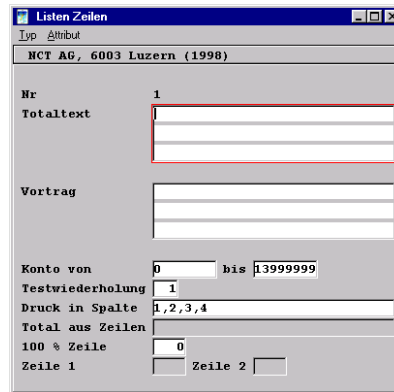 Listen Zeilen
Typ Attribut
NCT AG, 6003 Luzern (1998)
Nr 1
Totaltext
Vortrag
Konto von 0 bis 13999999
Testwiederholung 1
Druck in Spalte 1,2,3,4
Total aus Zeilen
100 % Zeile 0
Zeile 1 Zeile 2